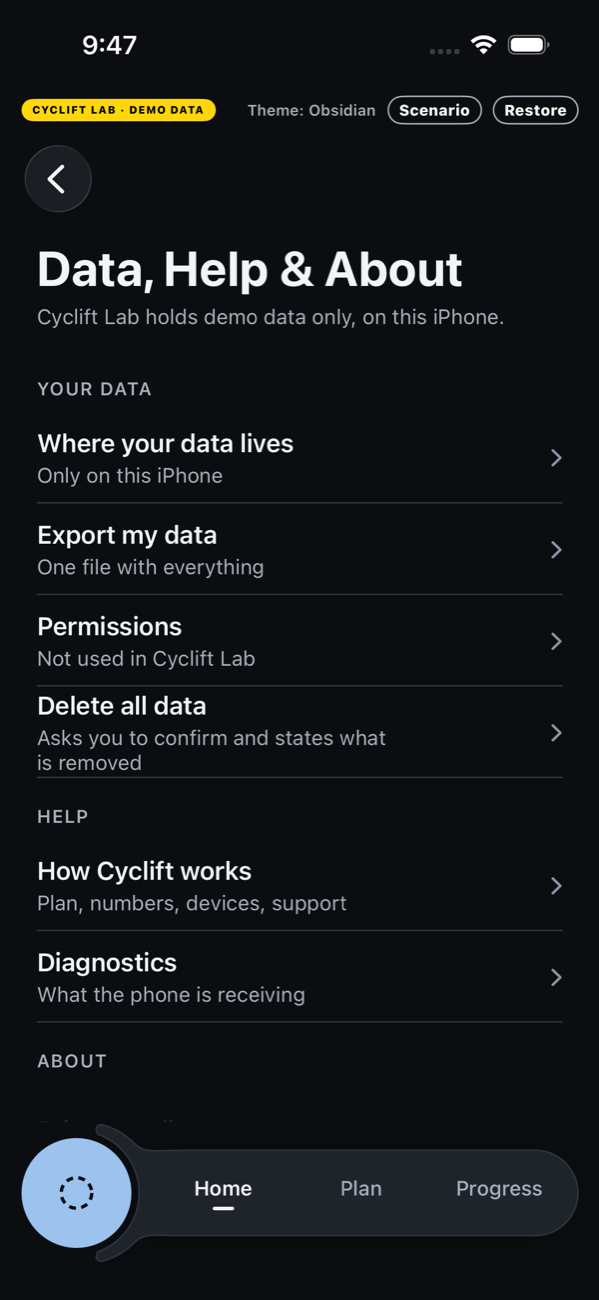 9:47
CYCLIFT LAB · DEMO DATA
Theme: Obsidian
Scenario
Restore
Data, Help & About
Cyclift Lab holds demo data only, on this iPhone.
YOUR DATA
Where your data lives
Only on this iPhone
Export my data
One file with everything
Permissions
Not used in Cyclift Lab
Delete all data
Asks you to confirm and states what
is removed
HELP
How Cyclift works
Plan, numbers, devices, support
Diagnostics
What the phone is receiving
ABOUT
Home
Plan
Progress